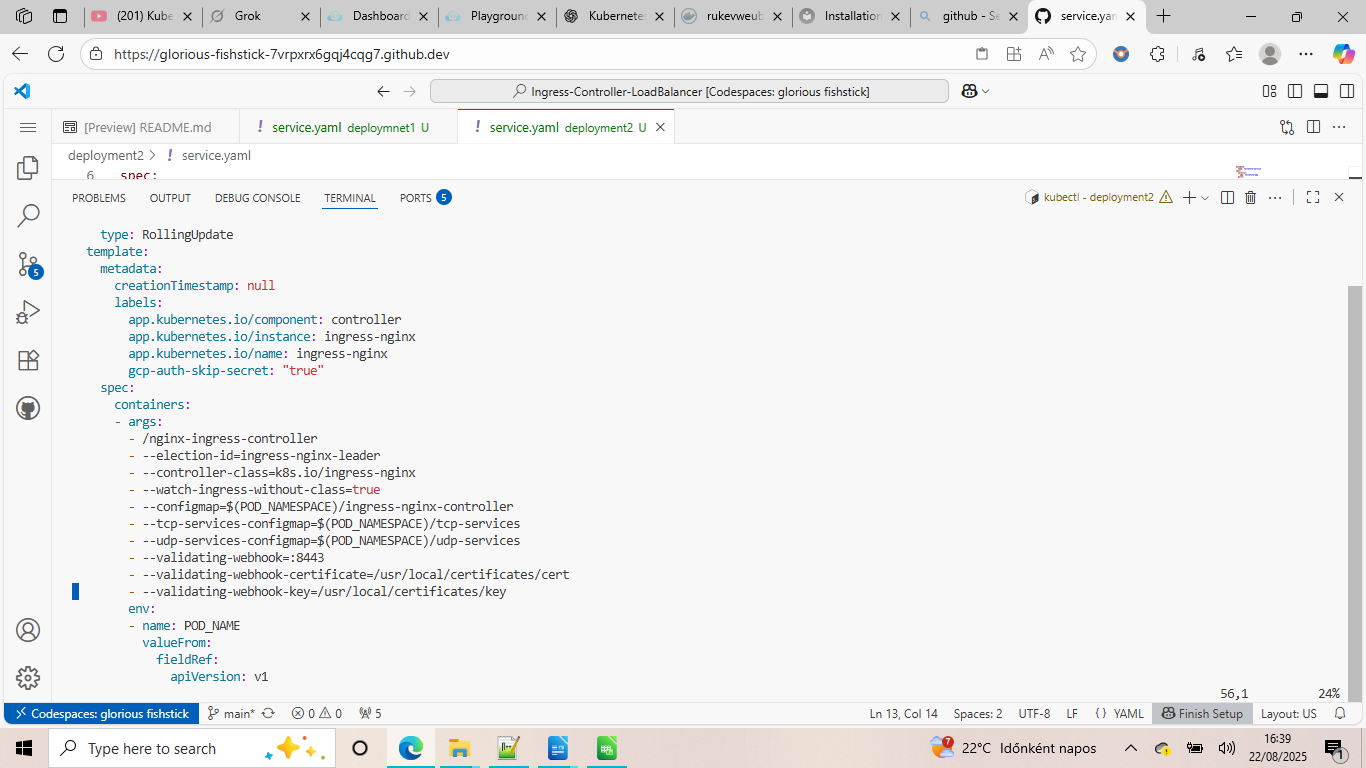 (201) Kube
Grok
Dashboard
Playground
Kubernete
rukevweub
Installation
github - Se
service.yam
https://glorious-fishstick-7vrpxrx6gqj4cqg7.github.dev
Ingress-Controller-LoadBalancer [Codespaces: glorious fishstick]
[Preview] README.md
! service.yaml deploymnet1 U
! service.yaml deployment2 U
deployment2 > ! service.yaml
6 spec:
PROBLEMS OUTPUT DEBUG CONSOLE TERMINAL PORTS 5
kubectl - deployment2
type: RollingUpdate
template:
metadata:
creationTimestamp: null
labels:
app.kubernetes.io/component: controller
app.kubernetes.io/instance: ingress-nginx
app.kubernetes.io/name: ingress-nginx
gcp-auth-skip-secret: "true"
spec:
containers:
- args:
- /nginx-ingress-controller
- --election-id=ingress-nginx-leader
- --controller-class=k8s.io/ingress-nginx
- --watch-ingress-without-class=true
- --configmap=$(POD_NAMESPACE)/ingress-nginx-controller
- --tcp-services-configmap=$(POD_NAMESPACE)/tcp-services
- --udp-services-configmap=$(POD_NAMESPACE)/udp-services
- --validating-webhook=:8443
- --validating-webhook-certificate=/usr/local/certificates/cert
- --validating-webhook-key=/usr/local/certificates/key
env:
- name: POD_NAME
valueFrom:
fieldRef:
apiVersion: v1
56,1 24%
5
Codespaces: glorious fishstick main* 0 0 5
Ln 13, Col 14 Spaces: 2 UTF-8 LF {} YAML Finish Setup Layout: US
Type here to search
7
22°C Időnként napos
16:39
22/08/2025
1